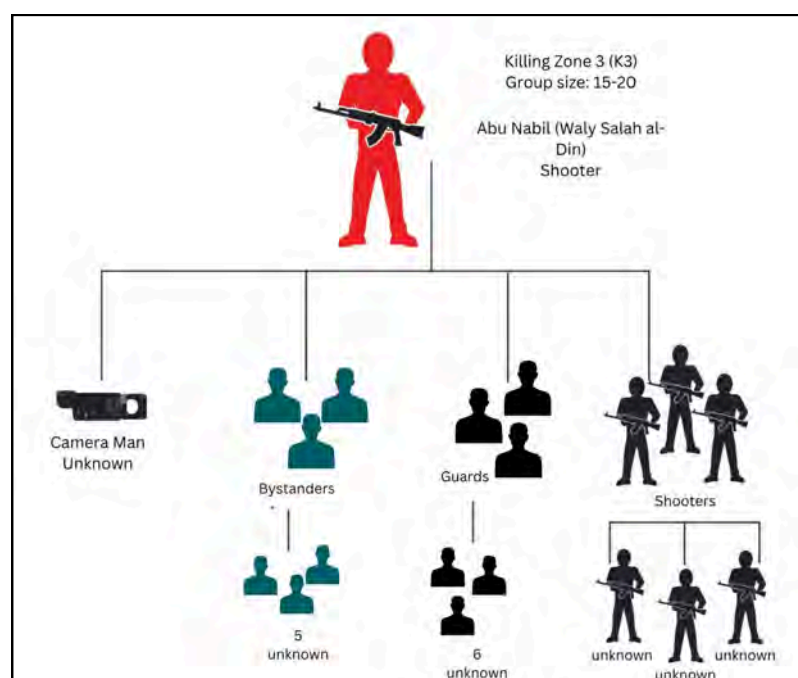 Killing Zone 3 (K3)
Group size: 15-20
Abu Nabil (Waly Salah al-
Din)
Shooter
Camera Man
Unknown
Bystanders
Guards
Shooters
5
unknown
6
unknown
unknown
unknown
unknown